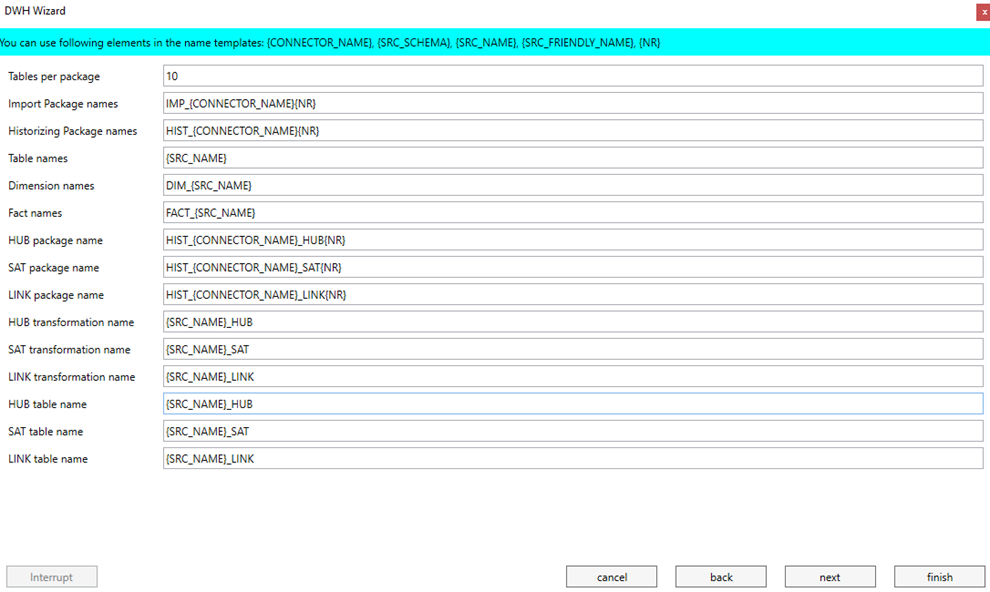 DWH Wizard
x
You can use following elements in the name templates: {CONNECTOR_NAME}, {SRC_SCHEMA}, {SRC_NAME}, {SRC_FRIENDLY_NAME}, {NR}
Tables per package 10
Import Package names IMP_{CONNECTOR_NAME}{NR}
Historizing Package names HIST_{CONNECTOR_NAME}{NR}
Table names {SRC_NAME}
Dimension names DIM_{SRC_NAME}
Fact names FACT_{SRC_NAME}
HUB package name HIST_{CONNECTOR_NAME}_HUB{NR}
SAT package name HIST_{CONNECTOR_NAME}_SAT{NR}
LINK package name HIST_{CONNECTOR_NAME}_LINK{NR}
HUB transformation name {SRC_NAME}_HUB
SAT transformation name {SRC_NAME}_SAT
LINK transformation name {SRC_NAME}_LINK
HUB table name {SRC_NAME}_HUB
SAT table name {SRC_NAME}_SAT
LINK table name {SRC_NAME}_LINK
Interrupt cancel back next finish